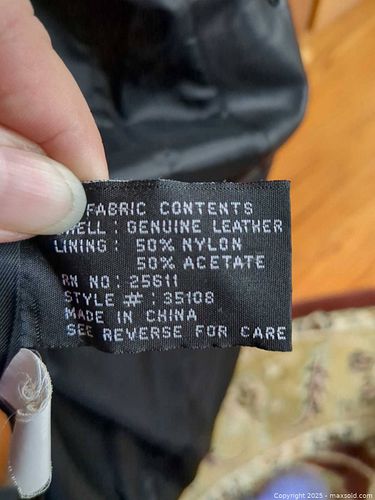 FABRIC CONTENTS
SHELL: GENUINE LEATHER
LINING: 50% NYLON
50% ACETATE
RN NO: 25611
STYLE #: 35108
MADE IN CHINA
SEE REVERSE FOR CARE
Copyright 2025 - maxsold.com